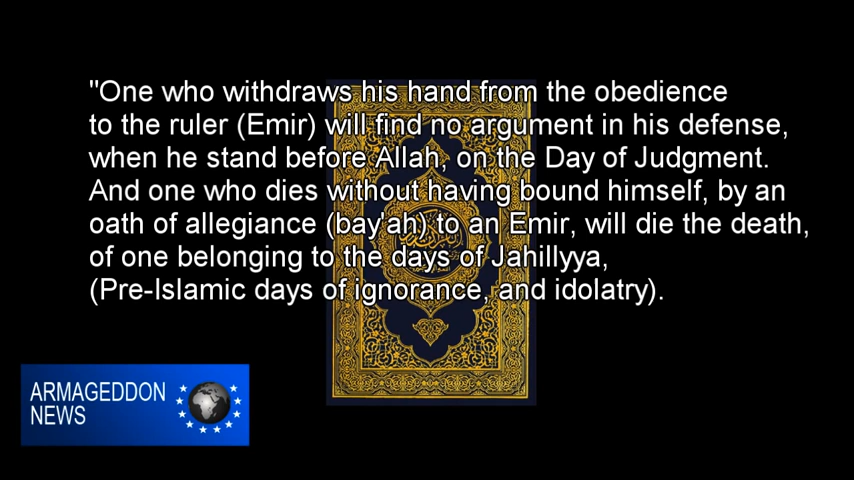 "One who withdraws his hand from the obedience
to the ruler (Emir) will find no argument in his defense,
when he stand before Allah, on the Day of Judgment.
And one who dies without having bound himself, by an
oath of allegiance (bay'ah) to an Emir, will die the death,
of one belonging to the days of Jahillyya,
(Pre-Islamic days of ignorance, and idolatry).
ARMAGEDDON
NEWS